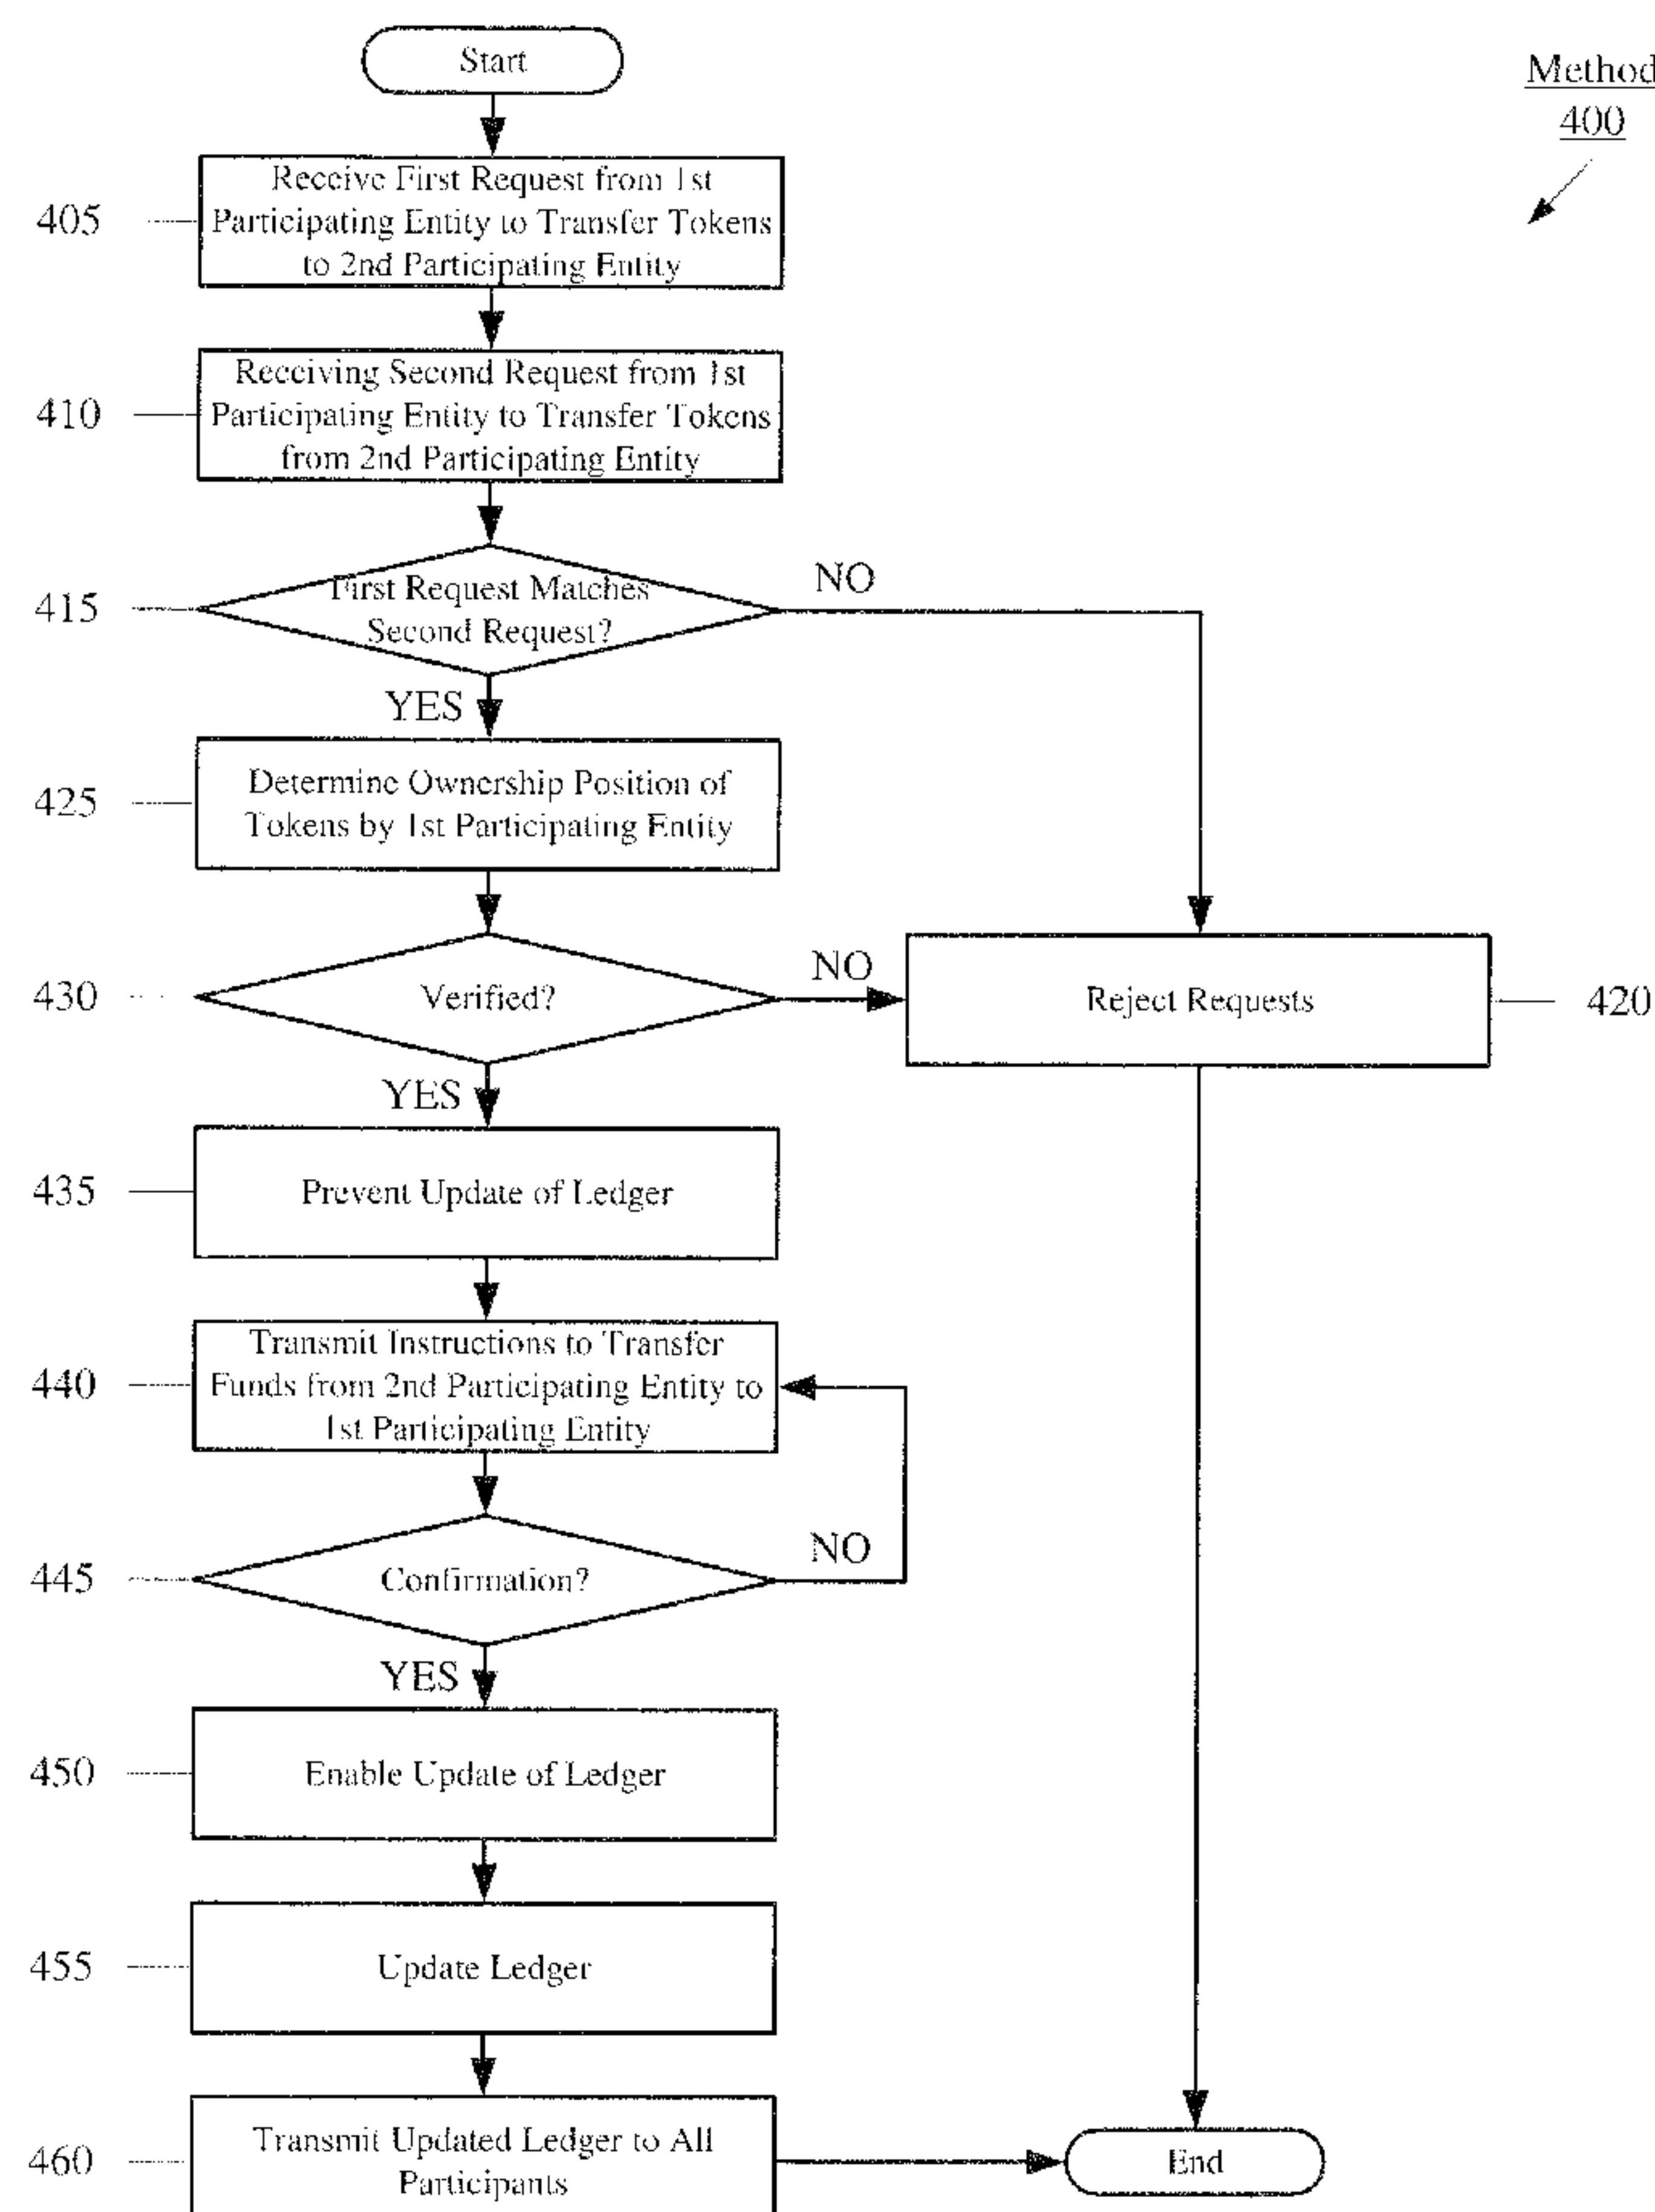 Start
Method
400
405
Receive First Request from 1st
Participating Entity to Transfer Tokens
to 2nd Participating Entity
410
Receiving Second Request from 1st
Participating Entity to Transfer Tokens
from 2nd Participating Entity
415
First Request Matches
Second Request?
NO
YES
425
Determine Ownership Position of
Tokens by 1st Participating Entity
430
Verified?
NO
Reject Requests
420
YES
435
Prevent Update of Ledger
440
Transmit Instructions to Transfer
Funds from 2nd Participating Entity to
1st Participating Entity
445
Confirmation?
NO
YES
450
Enable Update of Ledger
455
Update Ledger
460
Transmit Updated Ledger to All
Participants
End